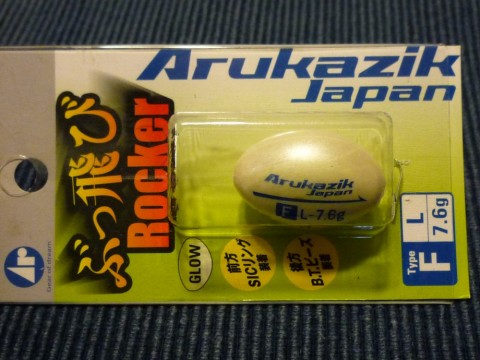 Arukazik
Japan
ぶっ飛び
Rocker
Arukazik
Japan
F L-7.6g
GLOW
前方
SICリング
装着
後方
B.T.ビーズ
装着
Type
F
L
7.6g
Ar